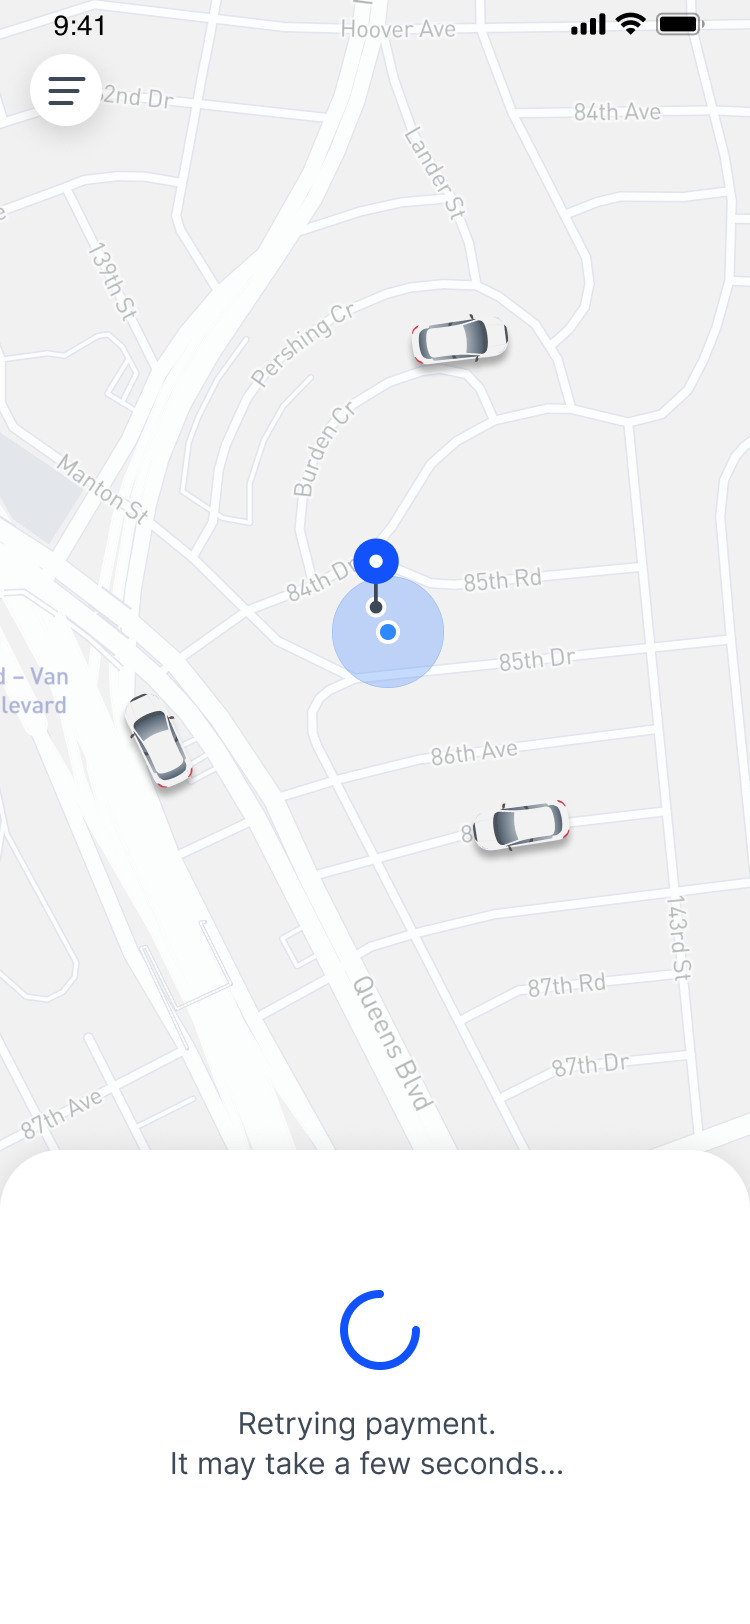 9:41
Hoover Ave
2nd Dr
84th Ave
Lander St
139th St
Pershing Cr
Burden Cr
Manton St
84th Dr
85th Rd
85th Dr
d – Van
levard
86th Ave
8
143rd St
87th Rd
Queens Blvd
87th Dr
87th Ave
Retrying payment.
It may take a few seconds...